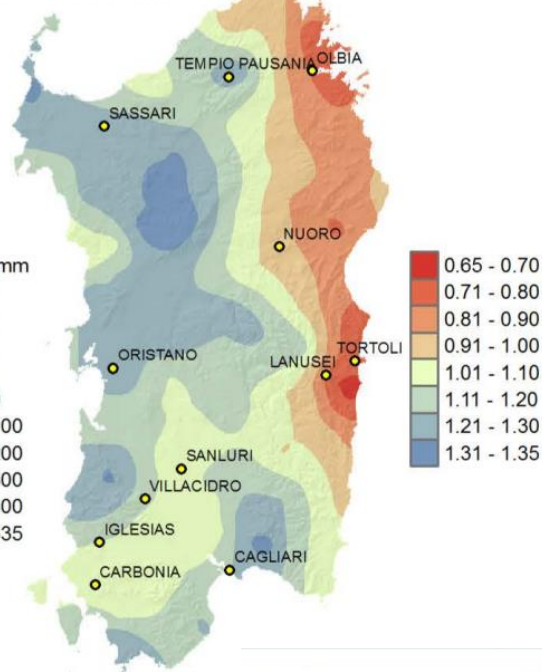 TEMPIO PAUSANIA
OLBIA
SASSARI
NUORO
mm
0.65 - 0.70
0.71 - 0.80
0.81 - 0.90
0.91 - 1.00
1.01 - 1.10
1.11 - 1.20
1.21 - 1.30
1.31 - 1.35
ORISTANO
LANUSEI
TORTOLI
00
00
00
00
35
SANLURI
VILLACIDRO
IGLESIAS
CARBONIA
CAGLIARI